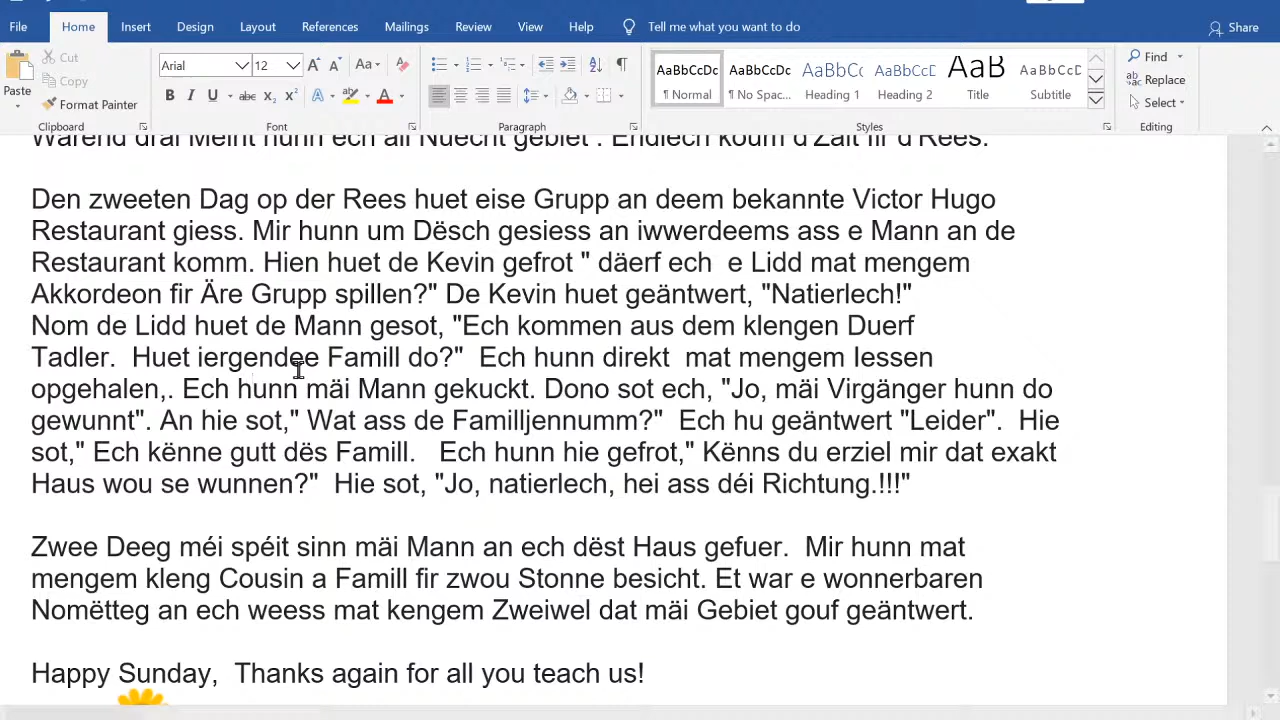 File Home Insert Design Layout References Mailings Review View Help Tell me what you want to do Share
Cut
Copy
Paste
Format Painter
Clipboard
Arial 12
Font
Paragraph
AaBbCcDc AaBbCcDc AaBbCc AaBbCcD AaB AaBbCcD
¶ Normal ¶ No Spac... Heading 1 Heading 2 Title Subtitle
Styles
Find
Replace
Select
Editing
hunn ech all Nuecht gebiet . Endlech koum d'Zäit fir d'Rees.
Den zweeten Dag op der Rees huet eise Grupp an deem bekannte Victor Hugo
Restaurant giess. Mir hunn um Dësch gesiess an iwwerdeems ass e Mann an de
Restaurant komm. Hien huet de Kevin gefrot " däerf ech  e Lidd mat mengem
Akkordeon fir Äre Grupp spillen?" De Kevin huet geäntwert, "Natierlech!"
Nom de Lidd huet de Mann gesot, "Ech kommen aus dem klengen Duerf
Tadler.  Huet iergendee Famill do?"  Ech hunn direkt  mat mengem Iessen
opgehalen,. Ech hunn mäi Mann gekuckt. Dono sot ech, "Jo, mäi Virgänger hunn do
gewunnt". An hie sot," Wat ass de Familljennumm?"  Ech hu geäntwert "Leider".  Hie
sot," Ech kënne gutt dës Famill.   Ech hunn hie gefrot," Kënns du erziel mir dat exakt
Haus wou se wunnen?"  Hie sot, "Jo, natierlech, hei ass déi Richtung.!!!"
Zwee Deeg méi spéit sinn mäi Mann an ech dëst Haus gefuer.  Mir hunn mat
mengem kleng Cousin a Famill fir zwou Stonne besicht. Et war e wonnerbaren
Nomëtteg an ech weess mat kengem Zweiwel dat mäi Gebiet gouf geäntwert.
Happy Sunday,  Thanks again for all you teach us!